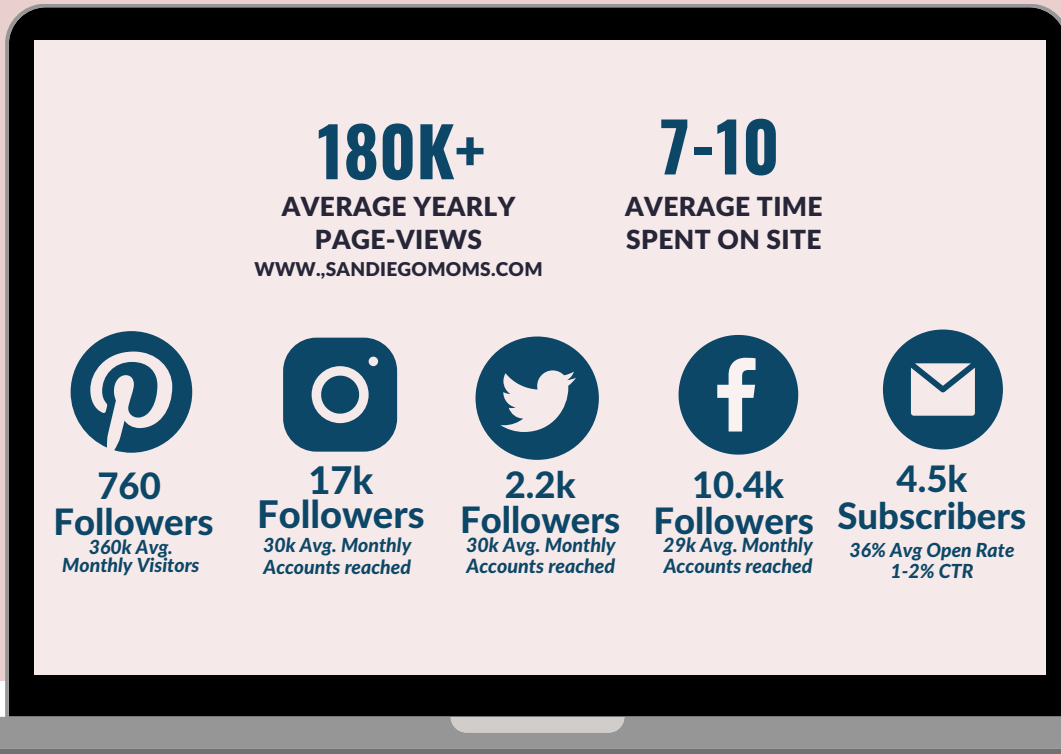 180K+
AVERAGE YEARLY
PAGE-VIEWS
WWW.,SANDIEGOMOMS.COM
7-10
AVERAGE TIME
SPENT ON SITE
760
Followers
360k Avg.
Monthly Visitors
17k
Followers
30k Avg. Monthly
Accounts reached
2.2k
Followers
30k Avg. Monthly
Accounts reached
10.4k
Followers
29k Avg. Monthly
Accounts reached
4.5k
Subscribers
36% Avg Open Rate
1-2% CTR